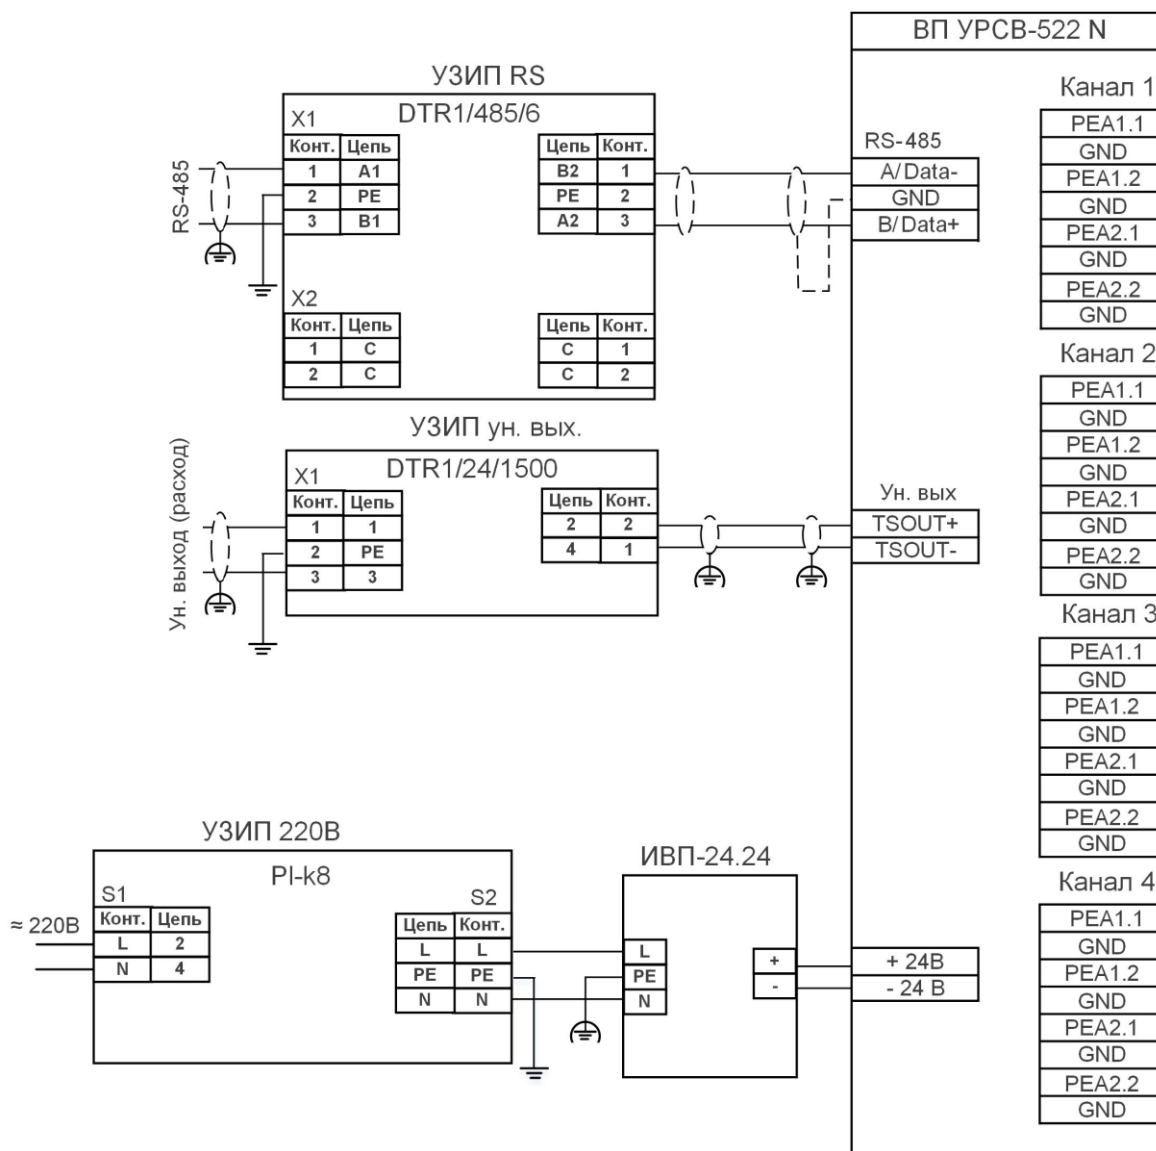 ВП УРСВ-522 N
УЗИП RS
DTR1/485/6
X1
Конт. Цепь
1 A1
2 PE
3 B1
Цепь Конт.
B2 1
PE 2
A2 3
RS-485
X2
Конт. Цепь
1 C
2 C
Цепь Конт.
C 1
C 2
RS-485
A/Data-
GND
B/Data+
УЗИП ун. вых.
DTR1/24/1500
X1
Конт. Цепь
1 1
2 PE
3 3
Цепь Конт.
2 2
4 1
Ун. выход (расход)
Ун. вых
TSOUT+
TSOUT-
УЗИП 220В
PI-k8
S1
Конт. Цепь
L 2
N 4
≈ 220В
S2
Цепь Конт.
L L
PE PE
N N
ИВП-24.24
L
PE
N
+
-
+ 24В
- 24 В
Канал 1
PEA1.1
GND
PEA1.2
GND
PEA2.1
GND
PEA2.2
GND
Канал 2
PEA1.1
GND
PEA1.2
GND
PEA2.1
GND
PEA2.2
GND
Канал 3
PEA1.1
GND
PEA1.2
GND
PEA2.1
GND
PEA2.2
GND
Канал 4
PEA1.1
GND
PEA1.2
GND
PEA2.1
GND
PEA2.2
GND